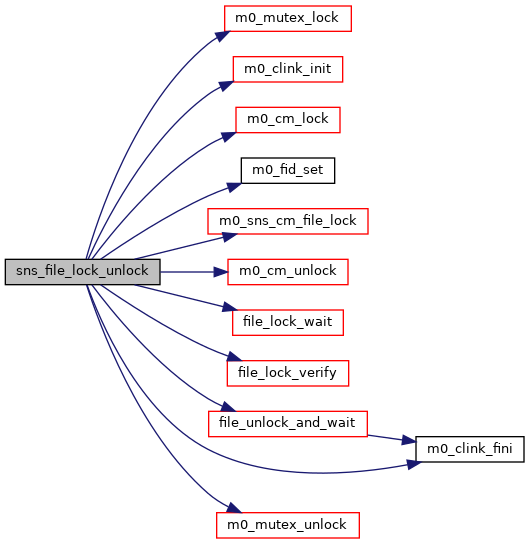 m0_mutex_lock
m0_clink_init
m0_cm_lock
m0_fid_set
m0_sns_cm_file_lock
sns_file_lock_unlock
m0_cm_unlock
file_lock_wait
file_lock_verify
file_unlock_and_wait
m0_clink_fini
m0_mutex_unlock